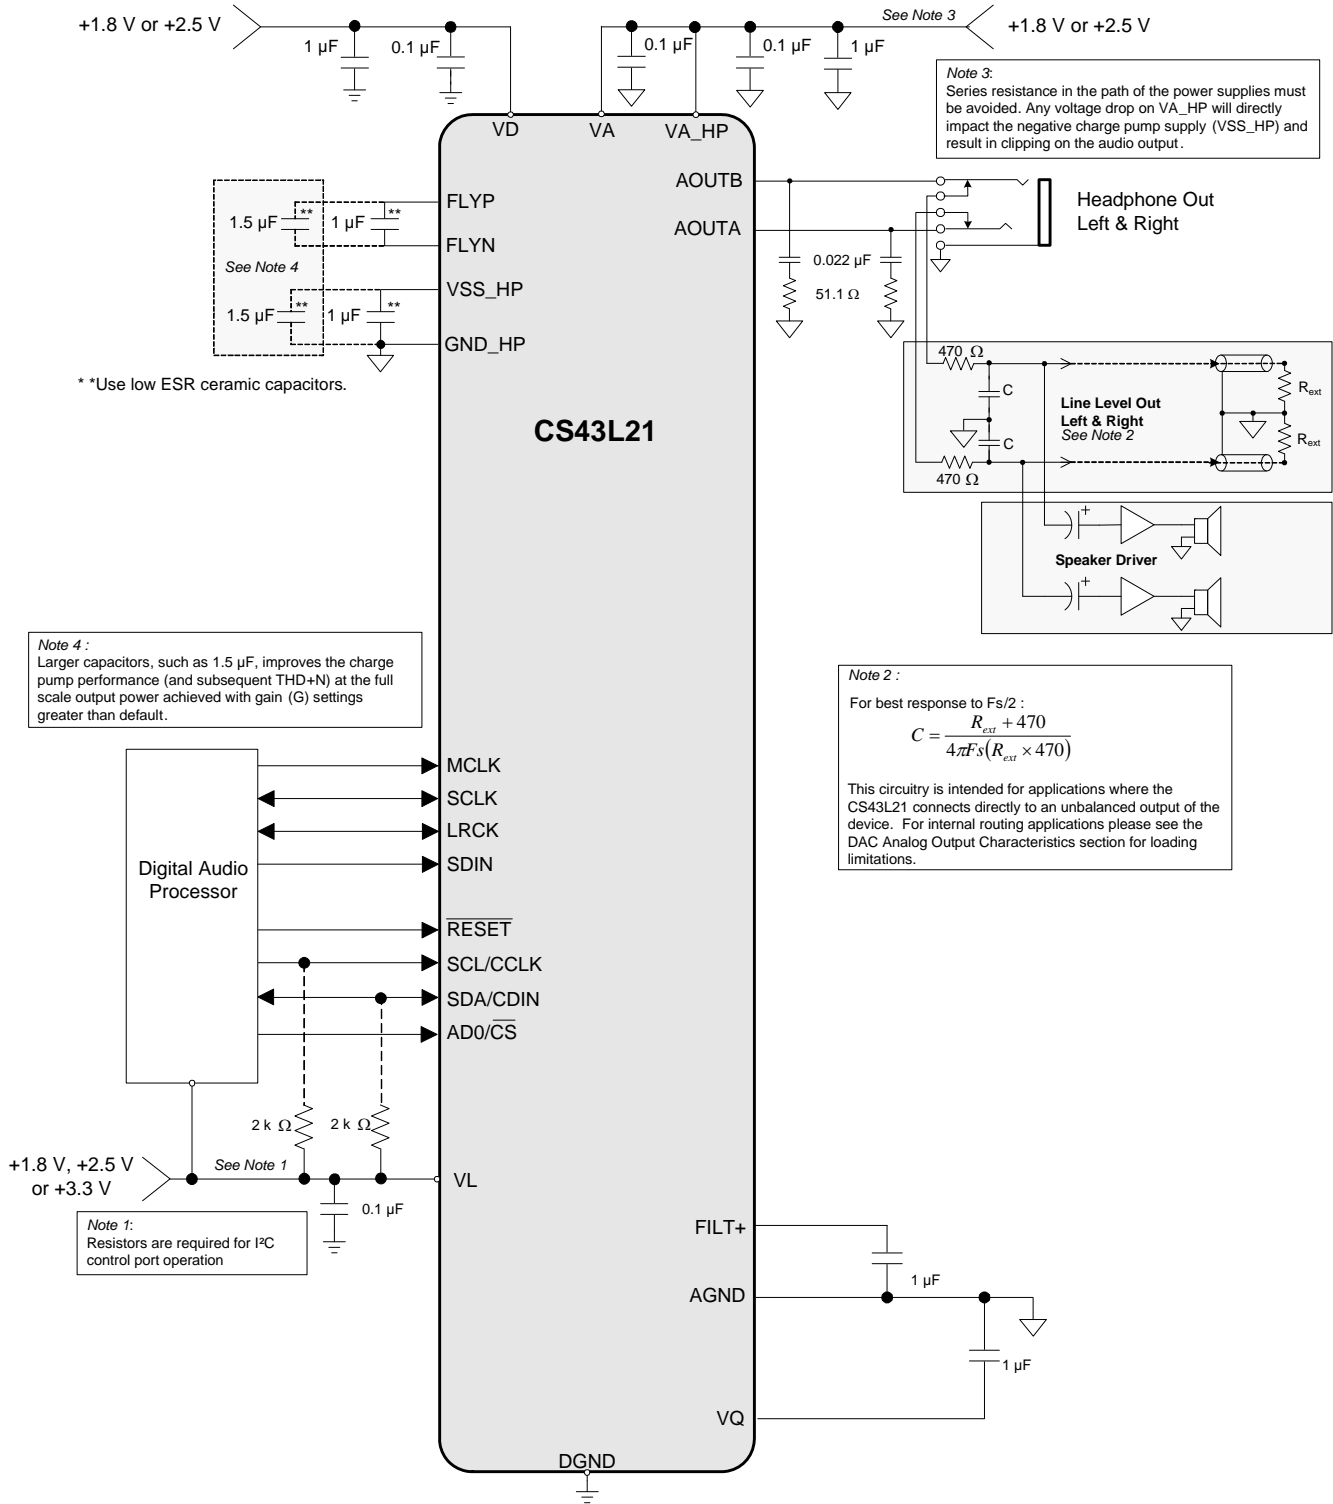 +1.8 V or +2.5 V
1 µF
0.1 µF
0.1 µF
0.1 µF
1 µF
See Note 3
+1.8 V or +2.5 V
Note 3:
Series resistance in the path of the power supplies must
be avoided. Any voltage drop on VA_HP will directly
impact the negative charge pump supply (VSS_HP) and
result in clipping on the audio output.
VD
VA
VA_HP
FLYP
FLYN
VSS_HP
GND_HP
1.5 µF
**
1 µF
**
See Note 4
1.5 µF
**
1 µF
**
* *Use low ESR ceramic capacitors.
CS43L21
AOUTB
AOUTA
Headphone Out
Left & Right
0.022 µF
51.1 Ω
470 Ω
C
C
470 Ω
Line Level Out
Left & Right
See Note 2
Rext
Rext
+
Speaker Driver
+
Note 4 :
Larger capacitors, such as 1.5 µF, improves the charge
pump performance (and subsequent THD+N) at the full
scale output power achieved with gain (G) settings
greater than default.
Note 2 :
For best response to Fs/2 :
C = (Rext + 470) / (4πFs(Rext × 470))
This circuitry is intended for applications where the
CS43L21 connects directly to an unbalanced output of the
device. For internal routing applications please see the
DAC Analog Output Characteristics section for loading
limitations.
Digital Audio
Processor
MCLK
SCLK
LRCK
SDIN
RESET
SCL/CCLK
SDA/CDIN
AD0/CS
2 k Ω
2 k Ω
+1.8 V, +2.5 V
or +3.3 V
See Note 1
VL
0.1 µF
Note 1:
Resistors are required for I²C
control port operation
FILT+
1 µF
AGND
1 µF
VQ
DGND